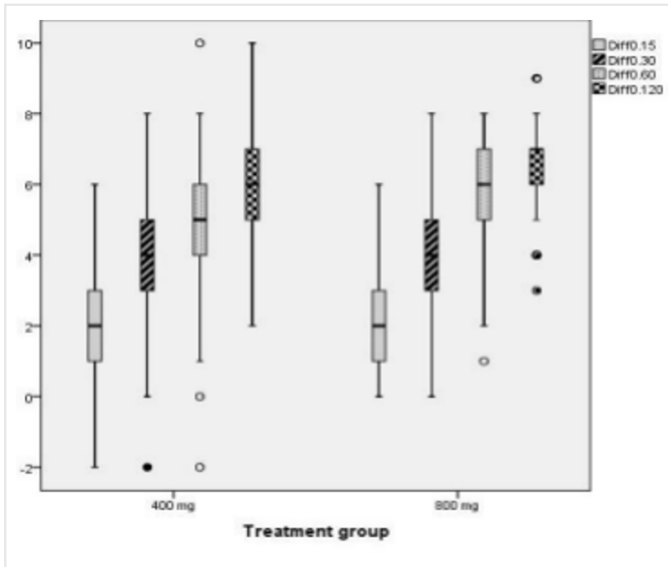 10
8
6
4
2
0
-2
400 mg
800 mg
Treatment group
Diff0.15
Diff0.30
Diff0.60
Diff0.120